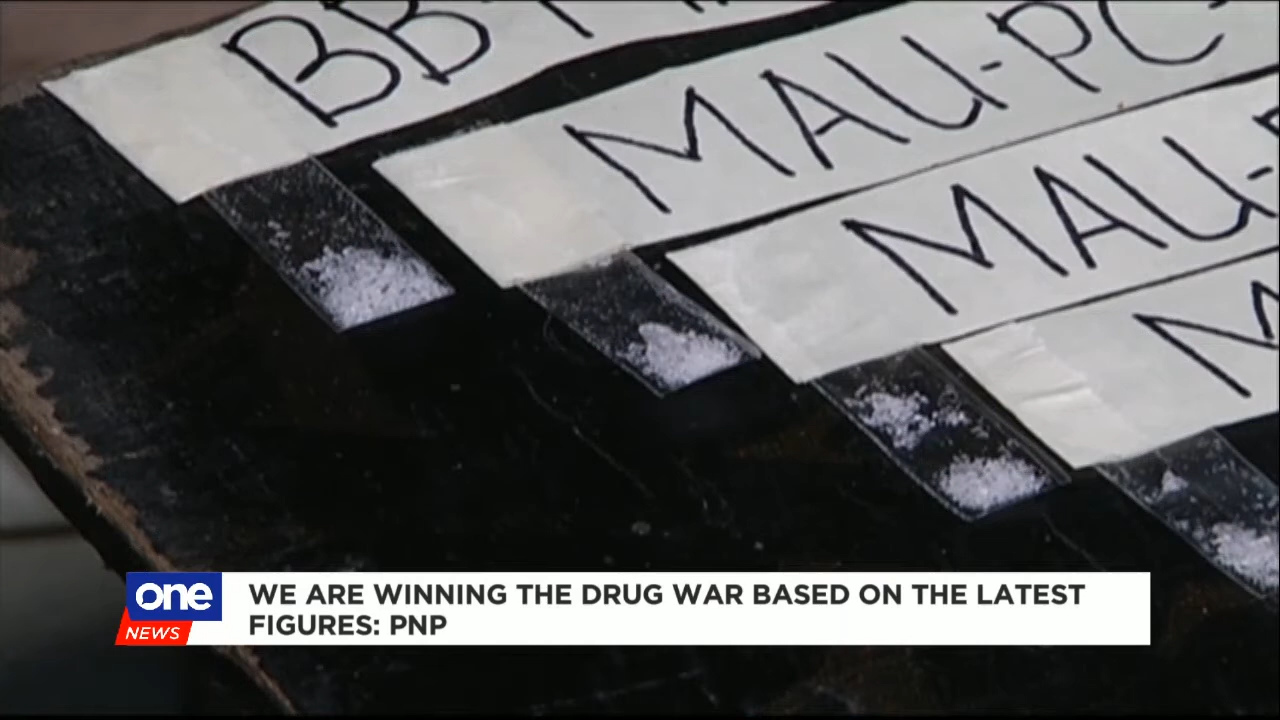 MAU-PC-
MAU-
one
NEWS
WE ARE WINNING THE DRUG WAR BASED ON THE LATEST
FIGURES: PNP